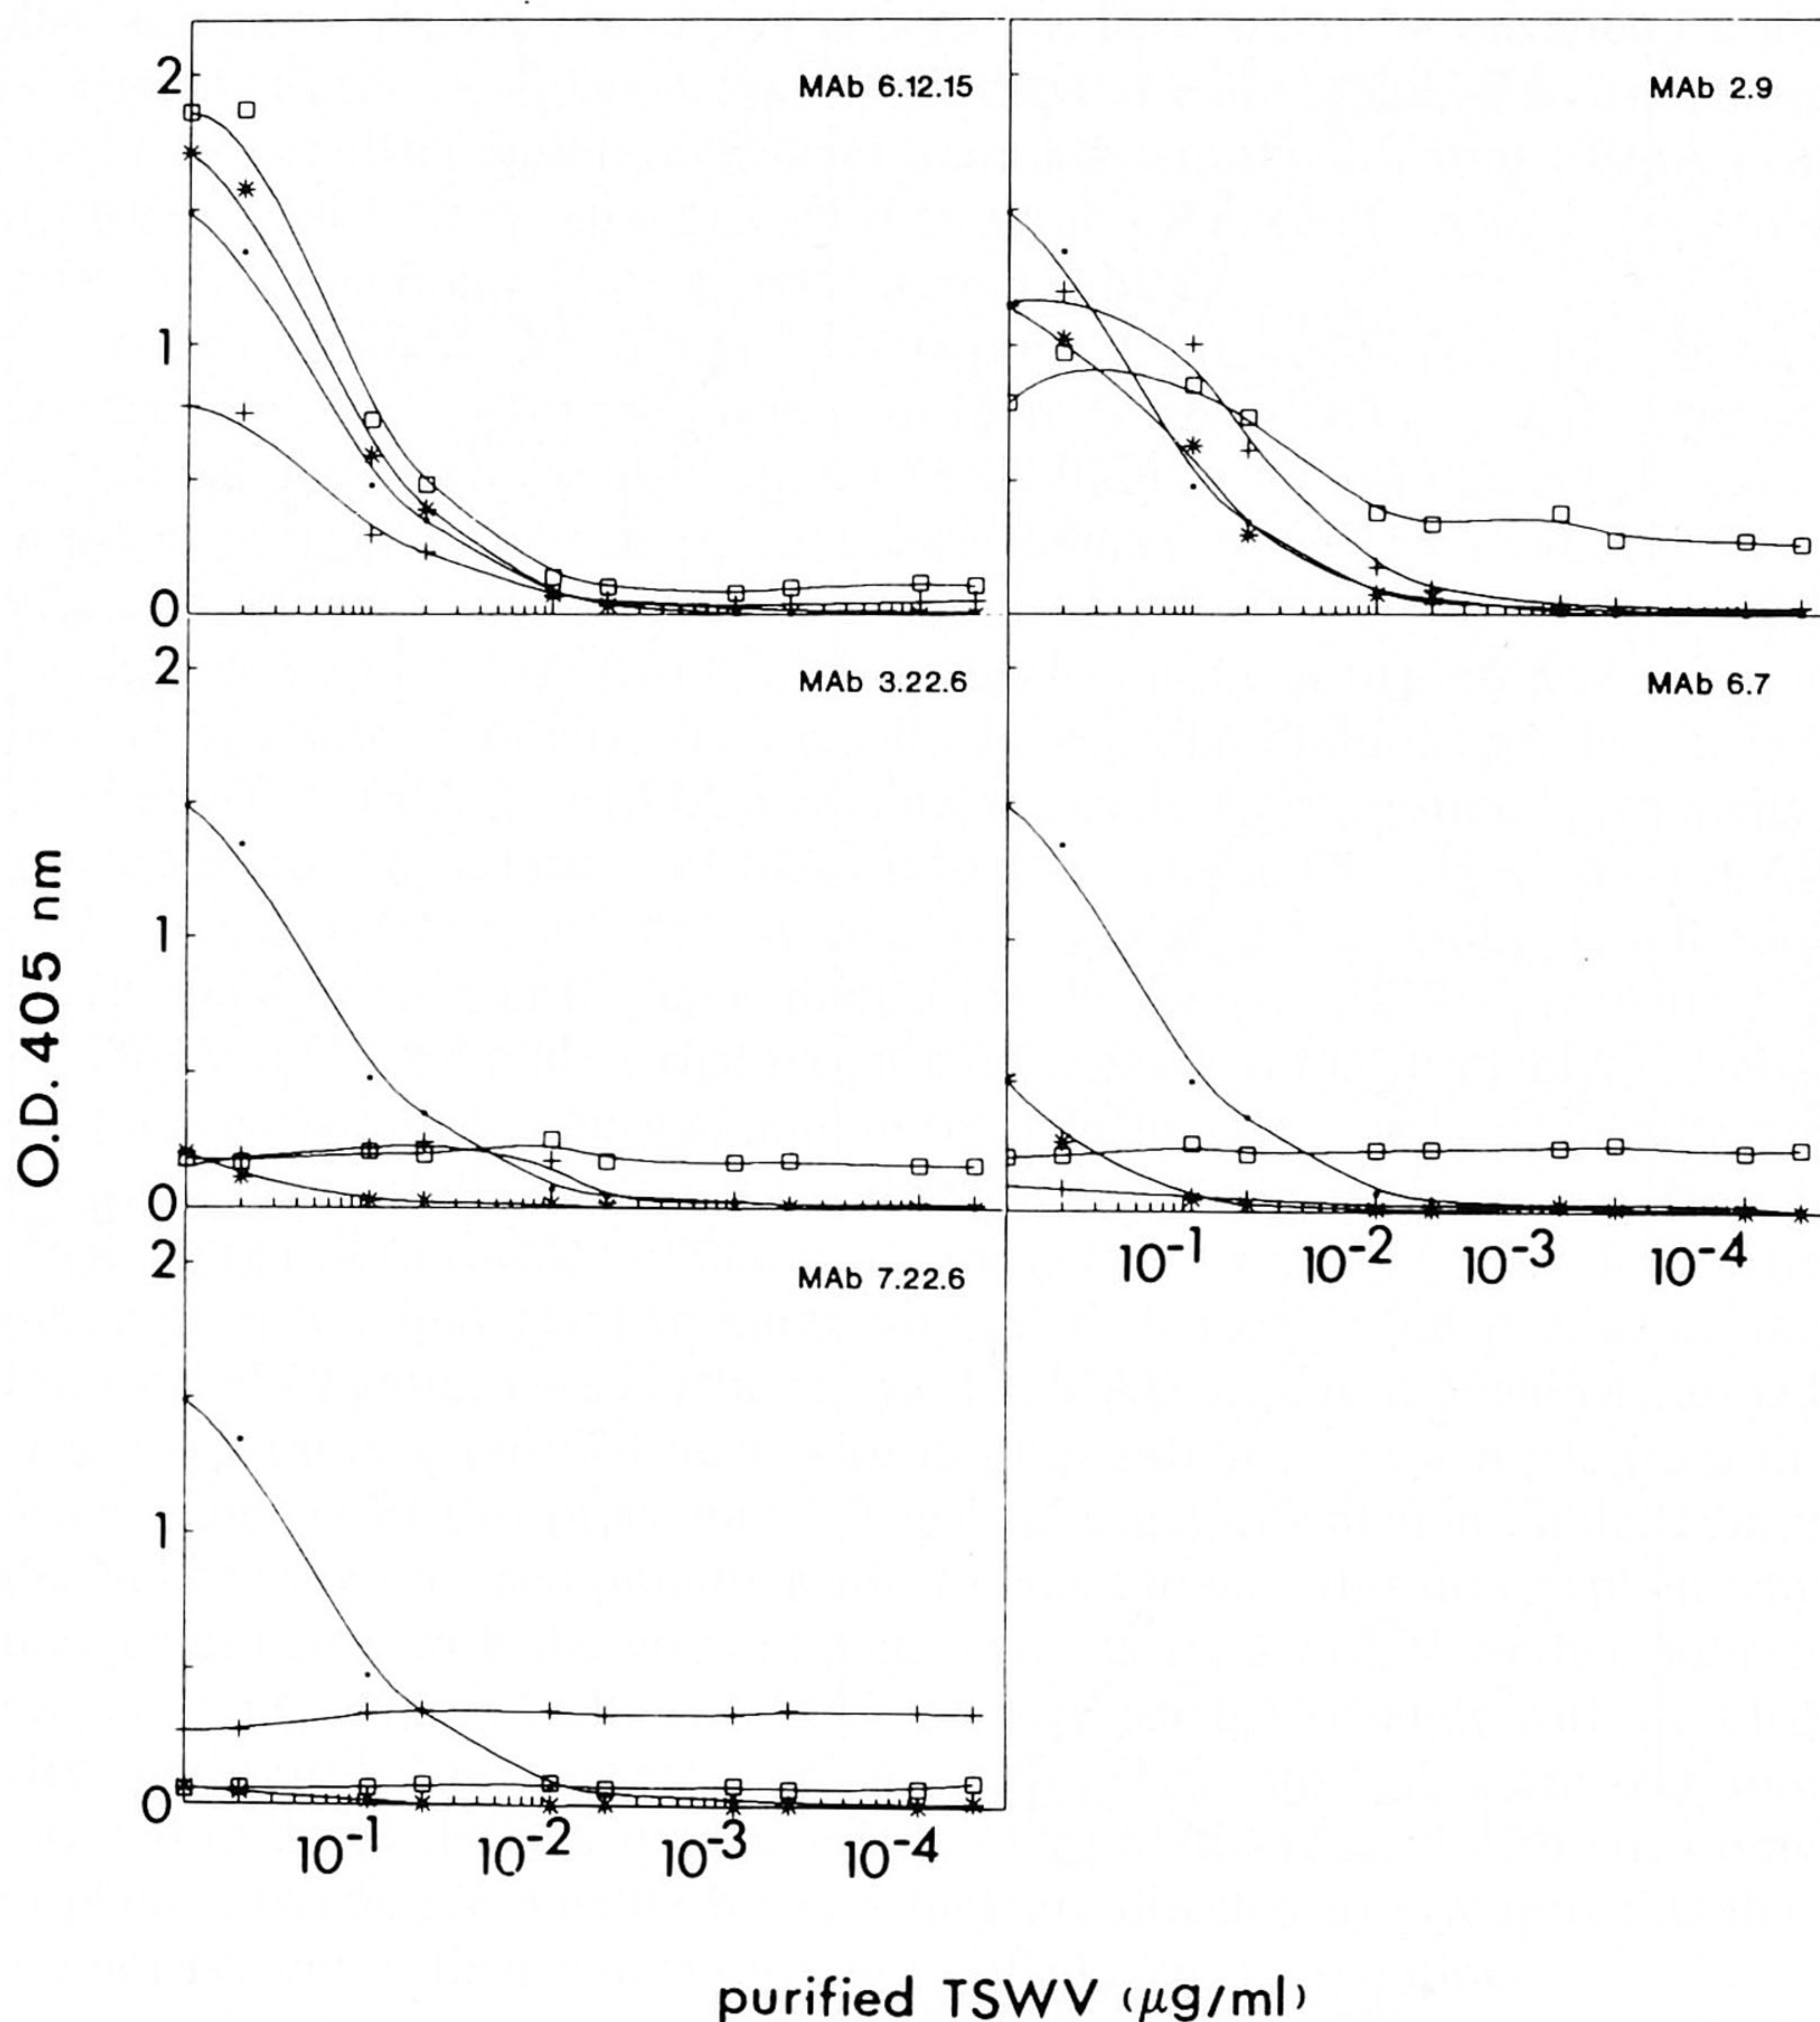 2
MAb 6.12.15
MAb 2.9
1
0
2
MAb 3.22.6
MAb 6.7
1
0
10⁻¹ 10⁻² 10⁻³ 10⁻⁴
2
MAb 7.22.6
1
0
10⁻¹ 10⁻² 10⁻³ 10⁻⁴
O.D. 405 nm
purified TSWV (μg/ml)